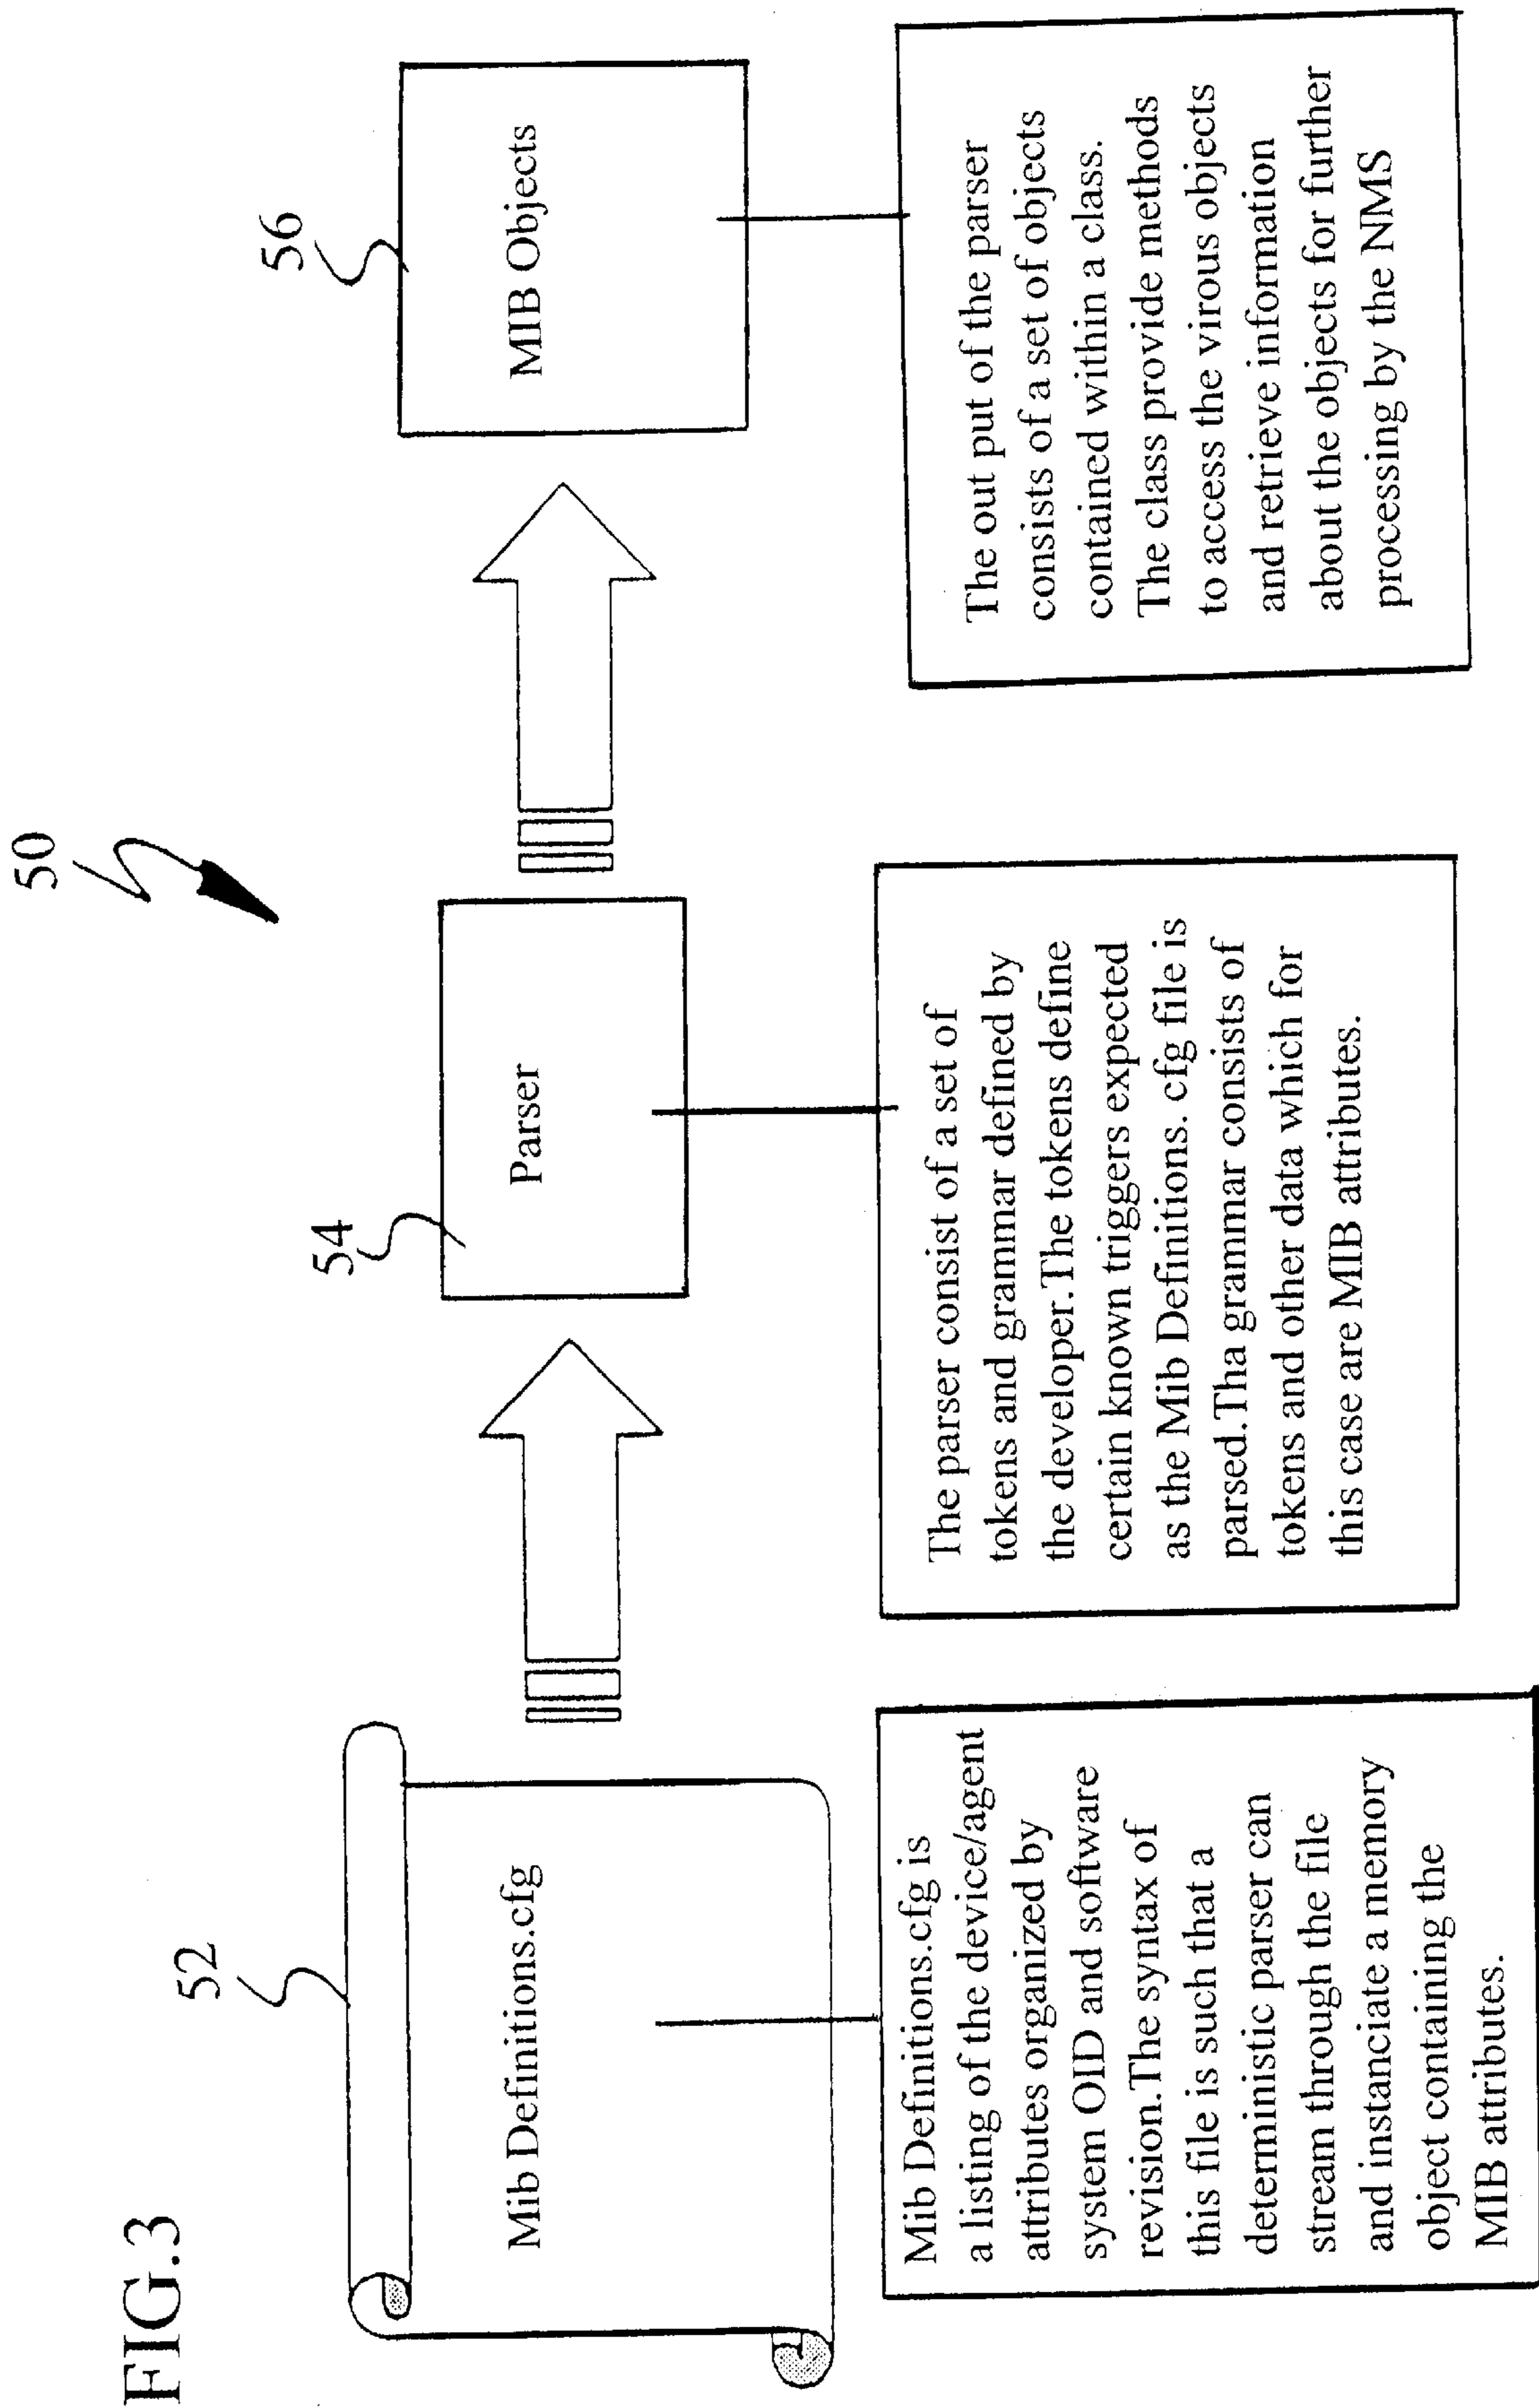 FIG.3
50
52
Mib Definitions.cfg
Mib Definitions.cfg is
a listing of the device/agent
attributes organized by
system OID and software
revision.The syntax of
this file is such that a
deterministic parser can
stream through the file
and instanciate a memory
object containing the
MIB attributes.
54
Parser
The parser consist of a set of
tokens and grammar defined by
the developer.The tokens define
certain known triggers expected
as the Mib Definitions. cfg file is
parsed.Tha grammar consists of
tokens and other data which for
this case are MIB attributes.
56
MIB Objects
The out put of the parser
consists of a set of objects
contained within a class.
The class provide methods
to access the virous objects
and retrieve information
about the objects for further
processing by the NMS